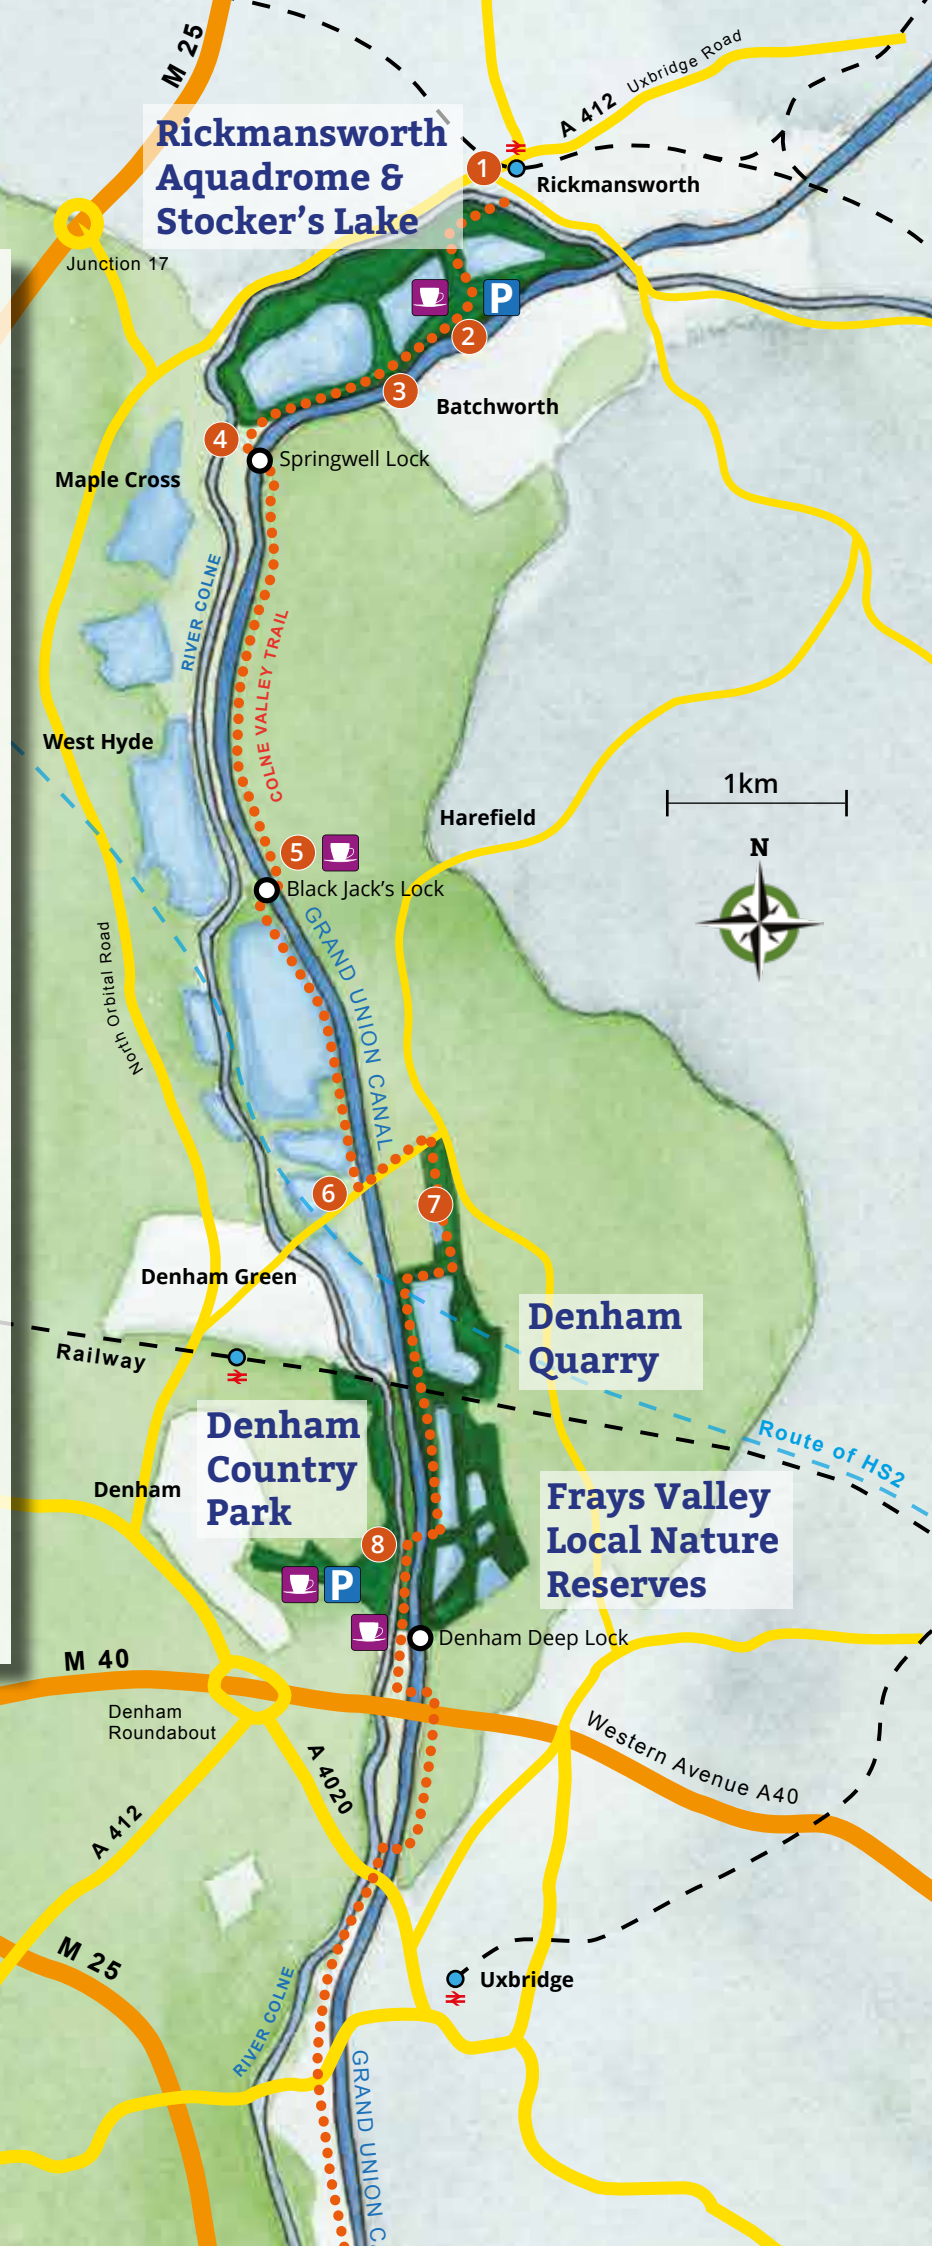 M 25
Uxbridge Road
A 412
Rickmansworth
Aquadrome &
Stocker's Lake
1
Rickmansworth
Junction 17
P
2
3
Batchworth
4
Springwell Lock
Maple Cross
RIVER COLNE
COLNE VALLEY TRAIL
West Hyde
1km
Harefield
N
5
Black Jack's Lock
GRAND UNION CANAL
North Orbital Road
6
7
Denham Green
Denham
Quarry
Railway
Denham
Country
Park
Route of HS2
Denham
Frays Valley
Local Nature
Reserves
8
P
Denham Deep Lock
M 40
Denham
Roundabout
Western Avenue A40
A 4020
A 412
M 25
Uxbridge
RIVER COLNE
GRAND UNION C